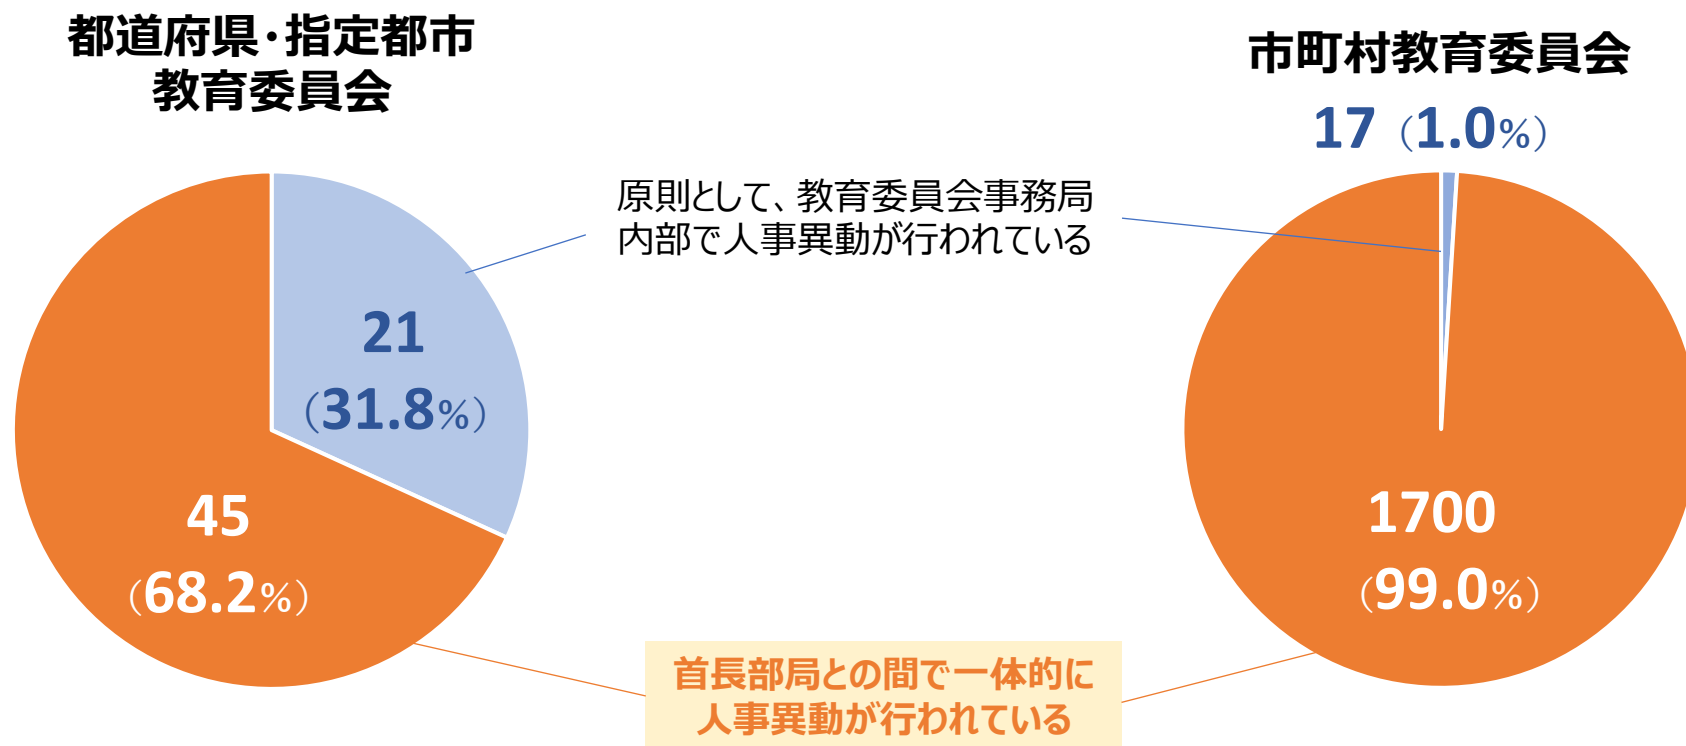 都道府県・指定都市
教育委員会
市町村教育委員会
17（1.0%）
原則として、教育委員会事務局
内部で人事異動が行われている
21
（31.8%）
45
（68.2%）
1700
（99.0%）
首長部局との間で一体的に
人事異動が行われている